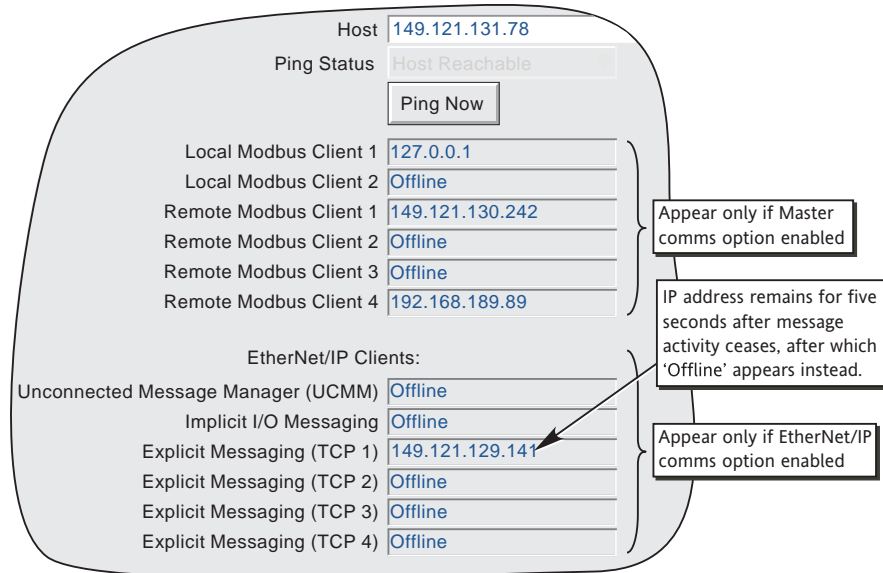 Host 149.121.131.78
Ping Status Host Reachable
Ping Now
Local Modbus Client 1 127.0.0.1
Local Modbus Client 2 Offline
Remote Modbus Client 1 149.121.130.242
Remote Modbus Client 2 Offline
Remote Modbus Client 3 Offline
Remote Modbus Client 4 192.168.189.89
Appear only if Master
comms option enabled
IP address remains for five
seconds after message
activity ceases, after which
‘Offline’ appears instead.
EtherNet/IP Clients:
Unconnected Message Manager (UCMM) Offline
Implicit I/O Messaging Offline
Explicit Messaging (TCP 1) 149.121.129.141
Explicit Messaging (TCP 2) Offline
Explicit Messaging (TCP 3) Offline
Explicit Messaging (TCP 4) Offline
Appear only if EtherNet/IP
comms option enabled